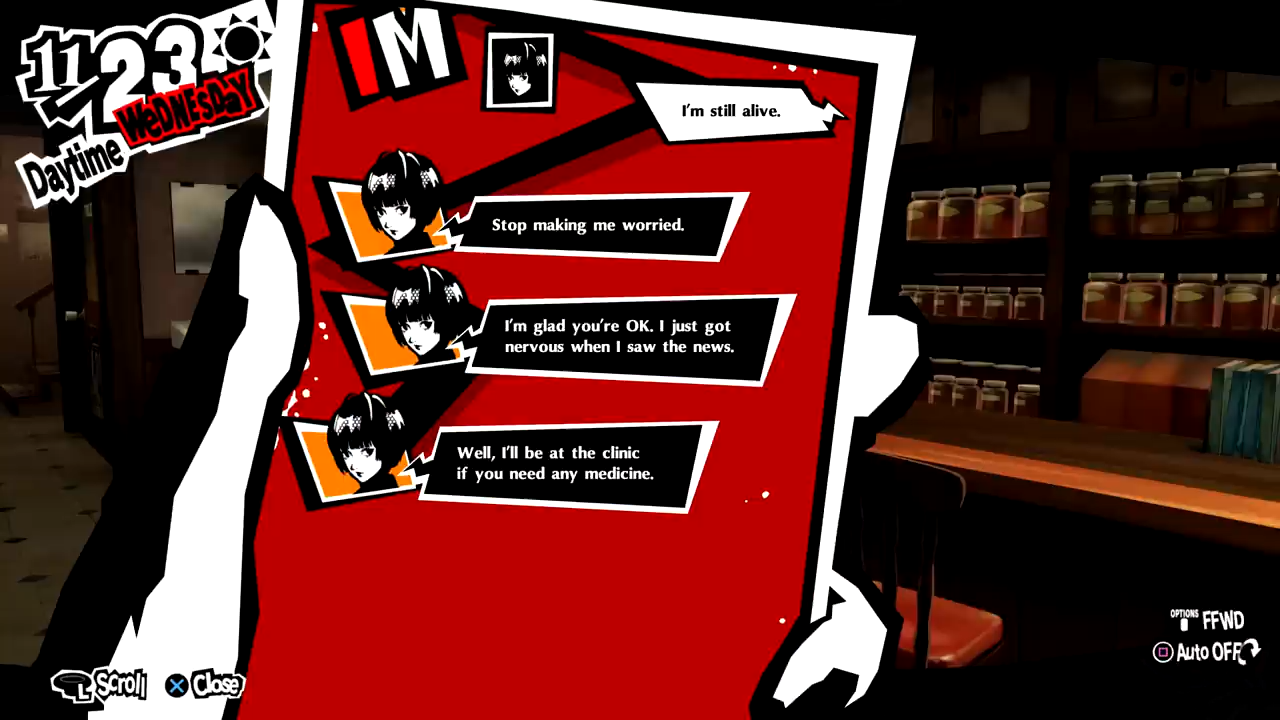 11/23
WeDNESDaY
Daytime
IM
I'm still alive.
Stop making me worried.
I'm glad you're OK. I just got
nervous when I saw the news.
Well, I'll be at the clinic
if you need any medicine.
OPTIONS FFWD
Auto OFF
L Scroll
Close